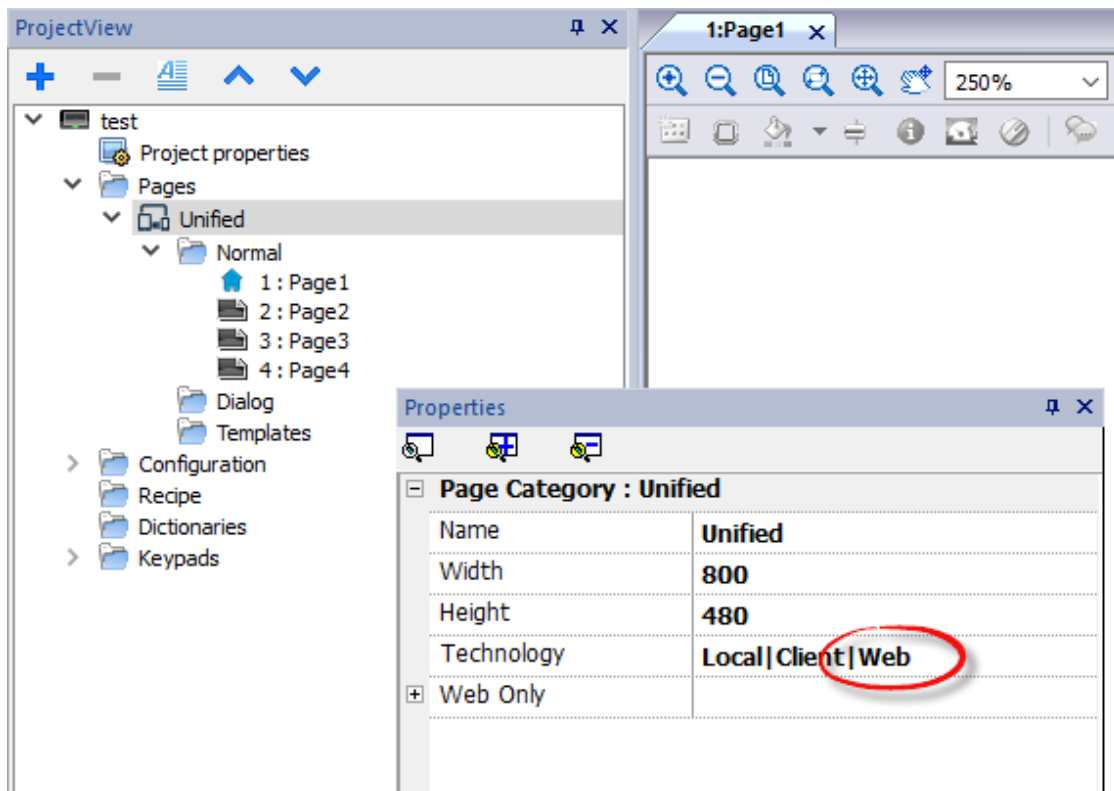 ProjectView
test
Project properties
Pages
Unified
Normal
1 : Page1
2 : Page2
3 : Page3
4 : Page4
Dialog
Templates
Configuration
Recipe
Dictionaries
Keypads
1:Page1
250%
Properties
Page Category : Unified
Name Unified
Width 800
Height 480
Technology Local|Client|Web
Web Only